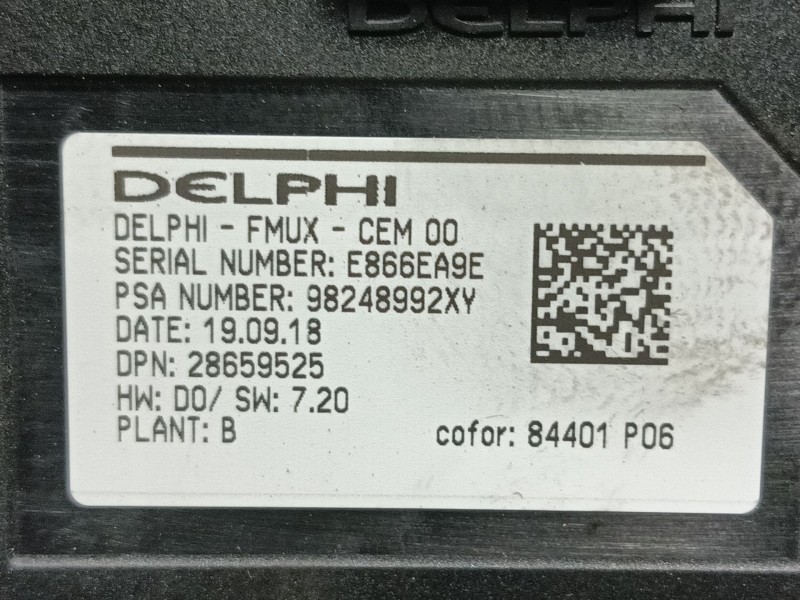 DELPHI
DELPHI
DELPHI - FMUX - CEM 00
SERIAL NUMBER: E866EA9E
PSA NUMBER: 98248992XY
DATE: 19.09.18
DPN: 28659525
HW: D0/ SW: 7.20
PLANT: B
cofor: 84401 P06